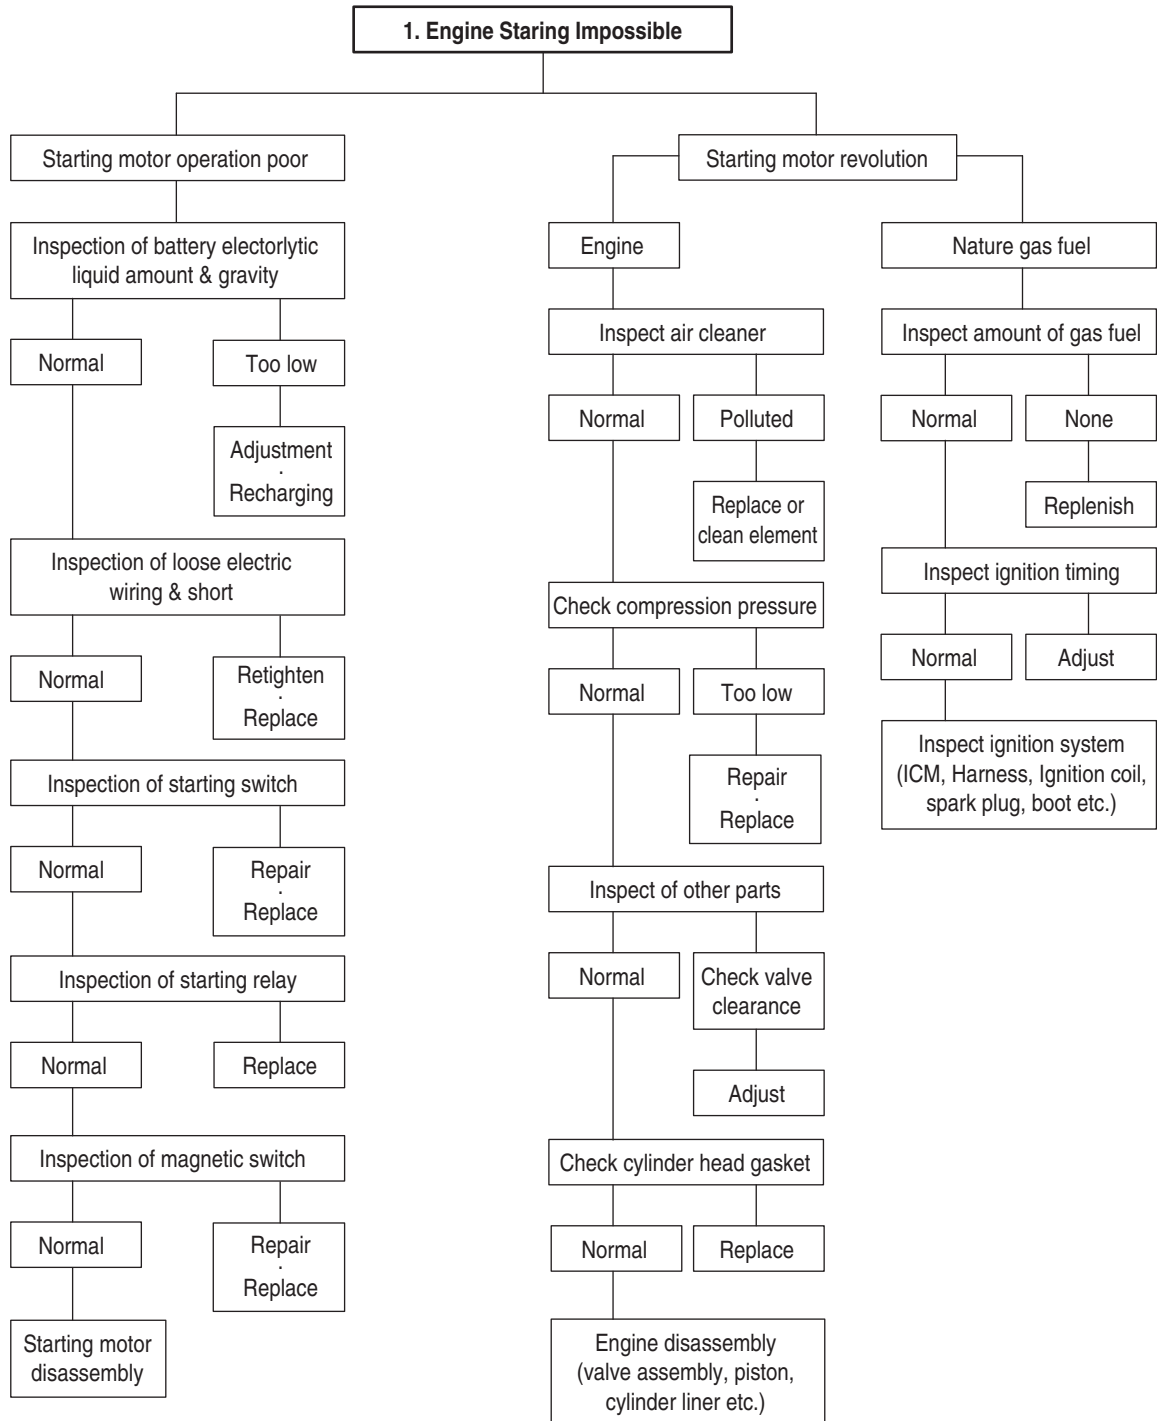 1. Engine Staring Impossible
Starting motor operation poor
Starting motor revolution
Inspection of battery electorlytic
liquid amount & gravity
Engine
Nature gas fuel
Normal
Too low
Inspect air cleaner
Inspect amount of gas fuel
Adjustment
·
Recharging
Normal
Polluted
Normal
None
Replace or
clean element
Replenish
Inspection of loose electric
wiring & short
Check compression pressure
Inspect ignition timing
Normal
Retighten
·
Replace
Normal
Too low
Normal
Adjust
Inspection of starting switch
Repair
·
Replace
Inspect ignition system
(ICM, Harness, Ignition coil,
spark plug, boot etc.)
Normal
Repair
·
Replace
Inspect of other parts
Inspection of starting relay
Normal
Check valve
clearance
Normal
Replace
Adjust
Inspection of magnetic switch
Check cylinder head gasket
Normal
Repair
·
Replace
Normal
Replace
Starting motor
disassembly
Engine disassembly
(valve assembly, piston,
cylinder liner etc.)